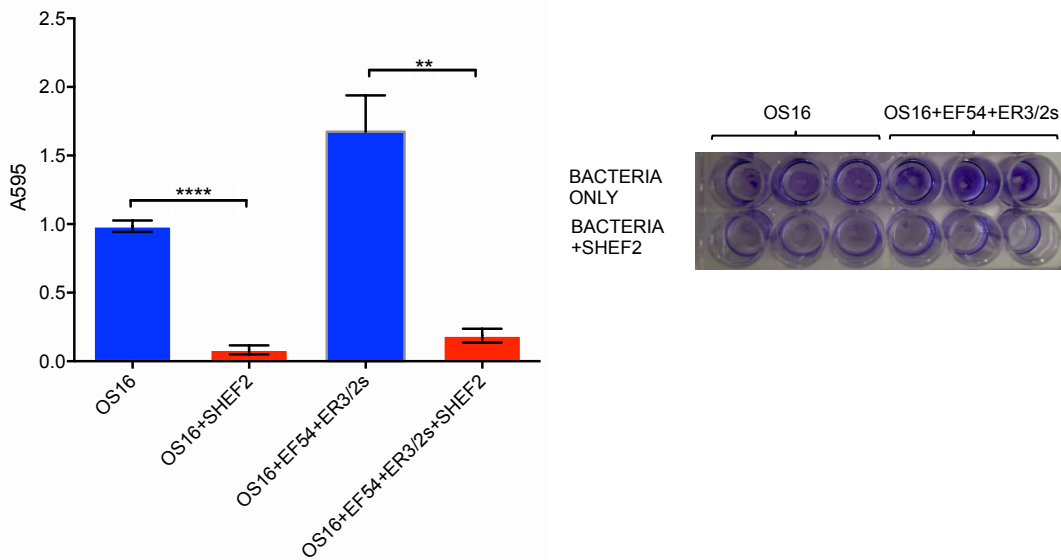 2.5
2.0
1.5
1.0
0.5
0.0
A595
****
**
OS16
OS16+SHEF2
OS16+EF54+ER3/2s
OS16+EF54+ER3/2s+SHEF2
OS16
OS16+EF54+ER3/2s
BACTERIA
ONLY
BACTERIA
+SHEF2